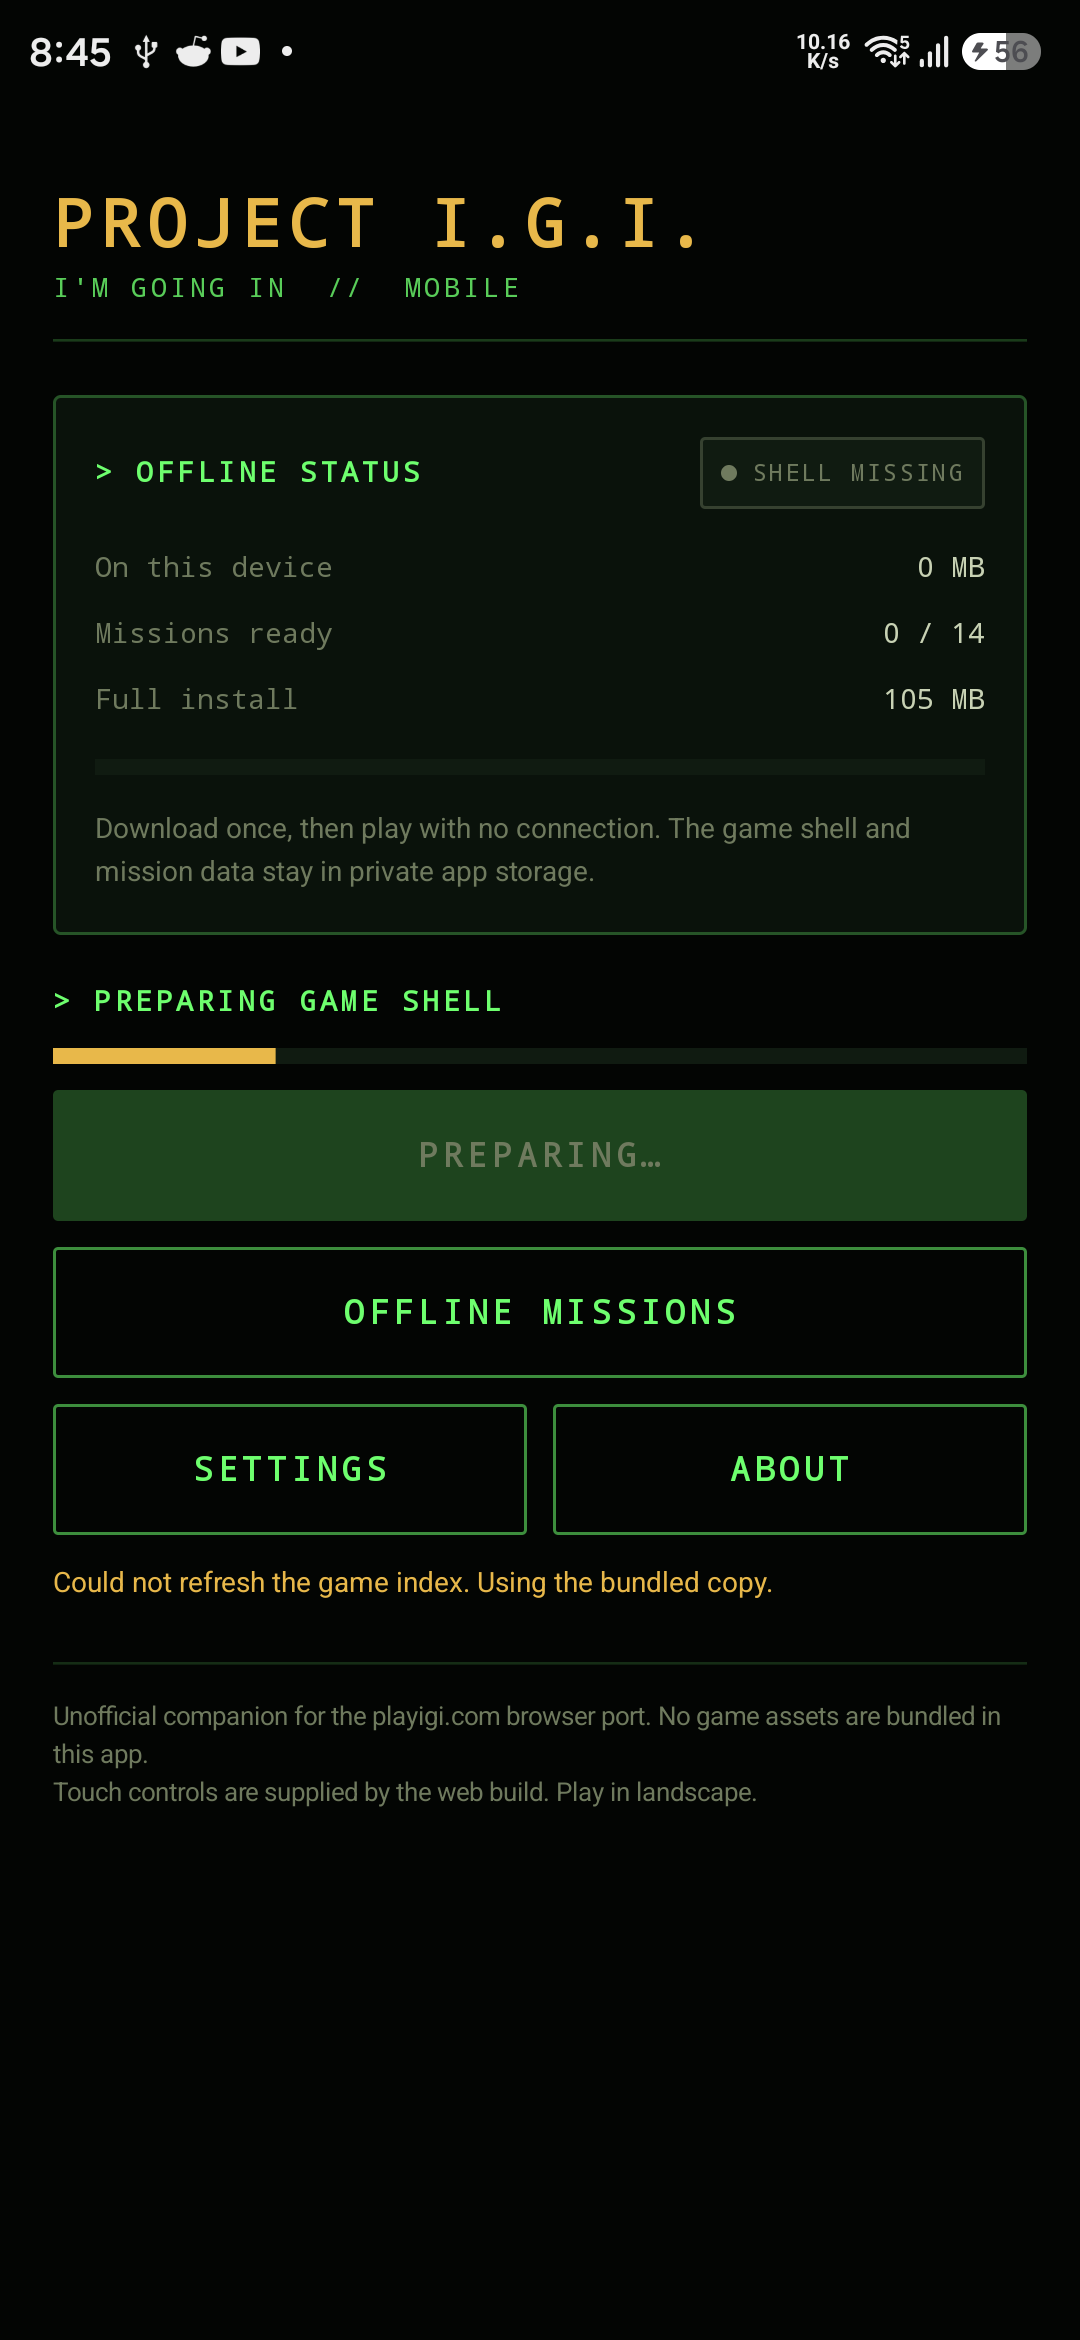 8:45
10.16 K/s 5 56
PROJECT I.G.I.
I'M GOING IN // MOBILE
> OFFLINE STATUS
SHELL MISSING
On this device 0 MB
Missions ready 0 / 14
Full install 105 MB
Download once, then play with no connection. The game shell and
mission data stay in private app storage.
> PREPARING GAME SHELL
PREPARING…
OFFLINE MISSIONS
SETTINGS
ABOUT
Could not refresh the game index. Using the bundled copy.
Unofficial companion for the playigi.com browser port. No game assets are bundled in
this app.
Touch controls are supplied by the web build. Play in landscape.